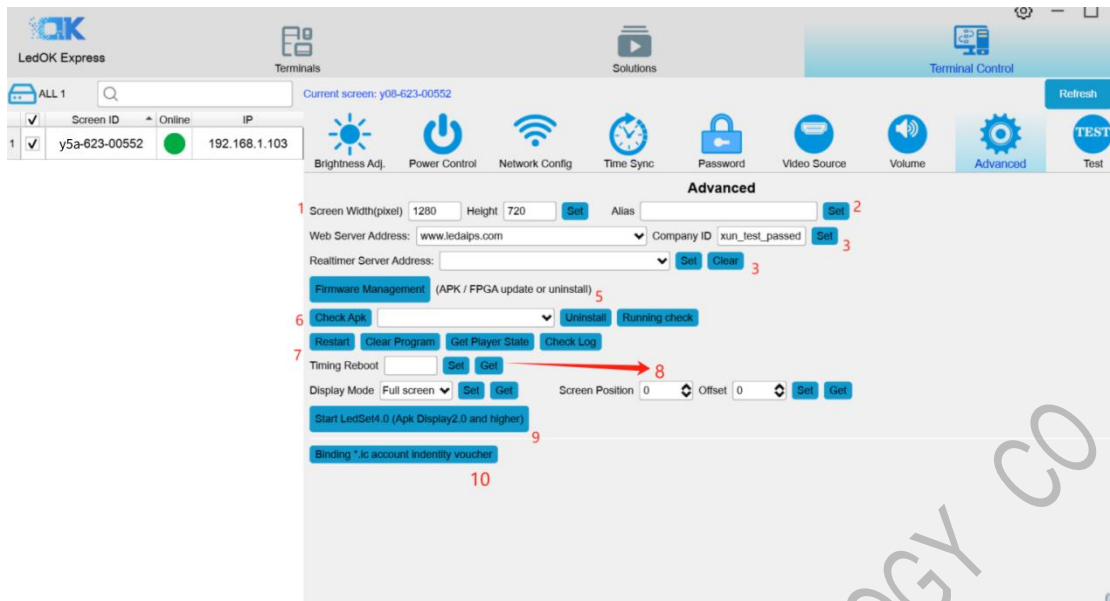 LedOK Express
Terminals
Solutions
Terminal Control
ALL 1
Current screen: y08-623-00552
Refresh
Screen ID Online IP
1 y5a-623-00552 192.168.1.103
Brightness Adj. Power Control Network Config Time Sync Password Video Source Volume Advanced TEST Test
Advanced
1 Screen Width(pixel) 1280 Height 720 Set Alias Set 2
Web Server Address: www.ledaips.com Company ID xun_test_passed Set 3
Realtimer Server Address: Set Clear 3
Firmware Management (APK / FPGA update or uninstall) 5
6 Check Apk Uninstall Running check
Restart Clear Program Get Player State Check Log
7 Timing Reboot Set Get 8
Display Mode Full screen Set Get Screen Position 0 Offset 0 Set Get
Start LedSet4.0 (Apk Display2.0 and higher)
9
Binding *.ic account indentity voucher
10
OGY CO